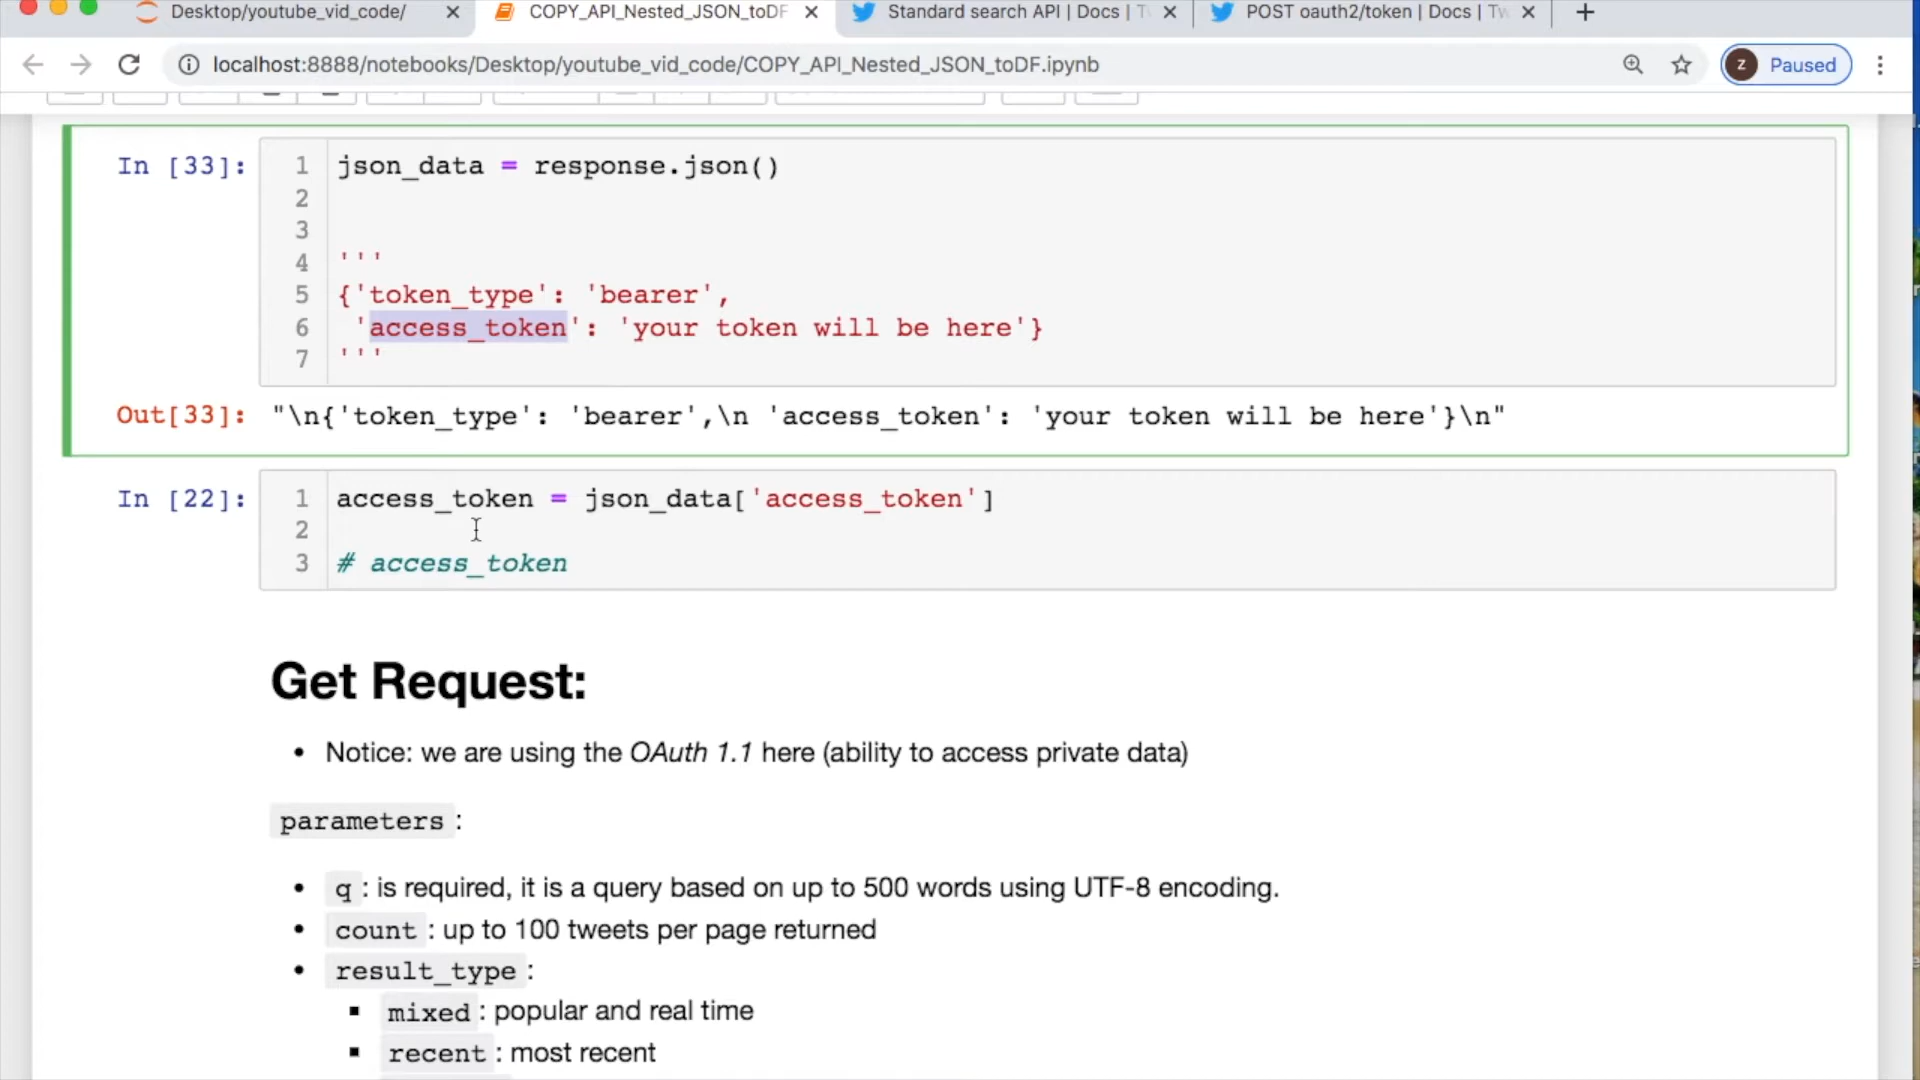 Desktop/youtube_vid_code/
COPY_API_Nested_JSON_toDF
Standard search API | Docs | Tw
POST oauth2/token | Docs | Tw
localhost:8888/notebooks/Desktop/youtube_vid_code/COPY_API_Nested_JSON_toDF.ipynb
z Paused
In [33]:
1 json_data = response.json()
2
3
4 '''
5 {'token_type': 'bearer',
6 'access_token': 'your token will be here'}
7 '''
Out[33]: "\n{'token_type': 'bearer',\n 'access_token': 'your token will be here'}\n"
In [22]:
1 access_token = json_data['access_token']
2
3 # access_token
Get Request:
• Notice: we are using the OAuth 1.1 here (ability to access private data)
parameters :
• q : is required, it is a query based on up to 500 words using UTF-8 encoding.
• count : up to 100 tweets per page returned
• result_type :
▪ mixed : popular and real time
▪ recent : most recent